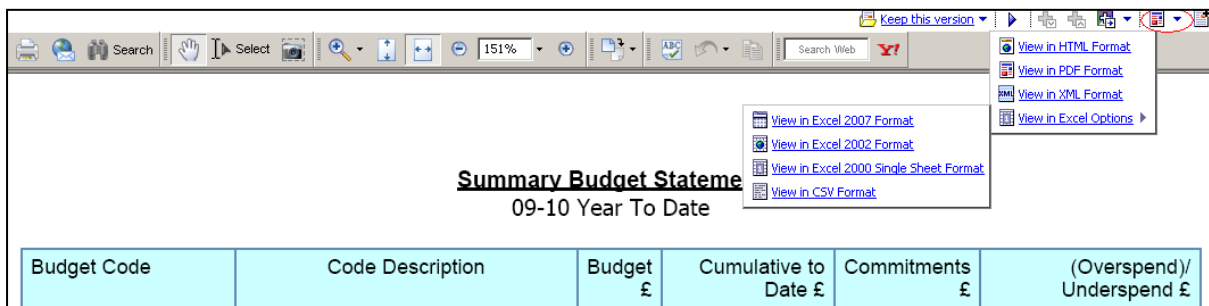 Keep this version
Search Select 151% Search Web Y!
View in HTML Format
View in PDF Format
XML View in XML Format
View in Excel Options
View in Excel 2007 Format
View in Excel 2002 Format
View in Excel 2000 Single Sheet Format
View in CSV Format
Summary Budget Stateme
09-10 Year To Date
Budget Code Code Description Budget Cumulative to Commitments (Overspend)/
£ Date £ £ Underspend £